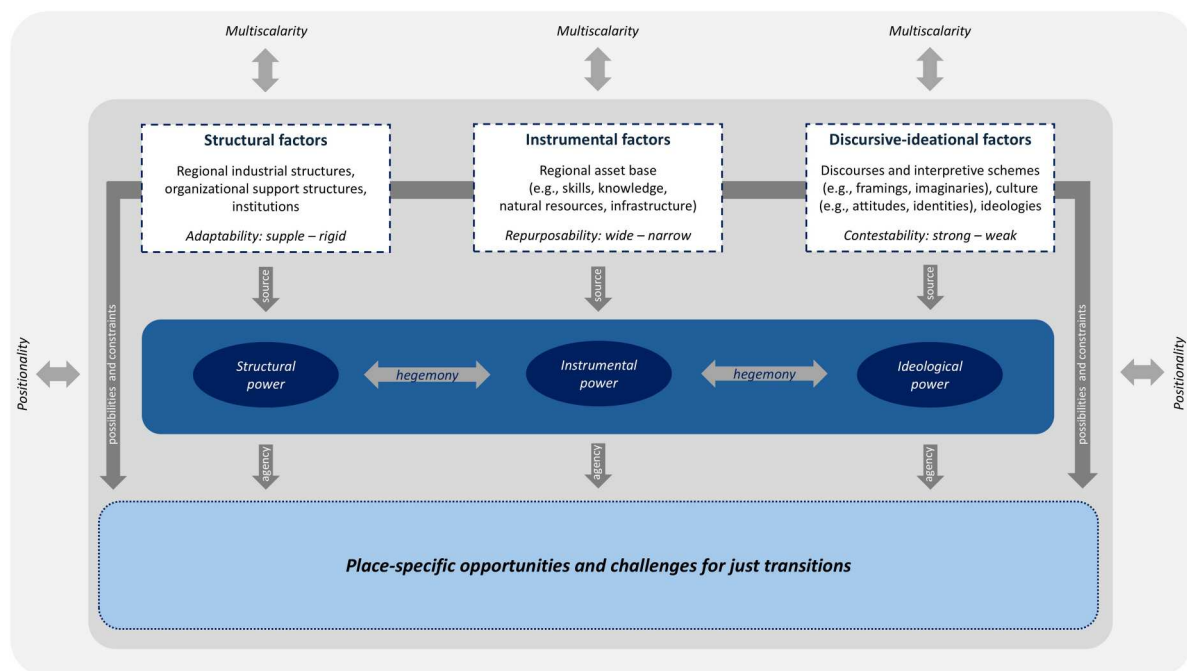 Multiscalarity
Multiscalarity
Multiscalarity
Structural factors
Regional industrial structures,
organizational support structures,
institutions
Adaptability: supple – rigid
Instrumental factors
Regional asset base
(e.g., skills, knowledge,
natural resources, infrastructure)
Repurposability: wide – narrow
Discursive-ideational factors
Discourses and interpretive schemes
(e.g., framings, imaginaries), culture
(e.g., attitudes, identities), ideologies
Contestability: strong – weak
source
source
source
Positionality
possibilities and constraints
Structural
power
hegemony
Instrumental
power
hegemony
Ideological
power
possibilities and constraints
Positionality
agency
agency
agency
Place-specific opportunities and challenges for just transitions